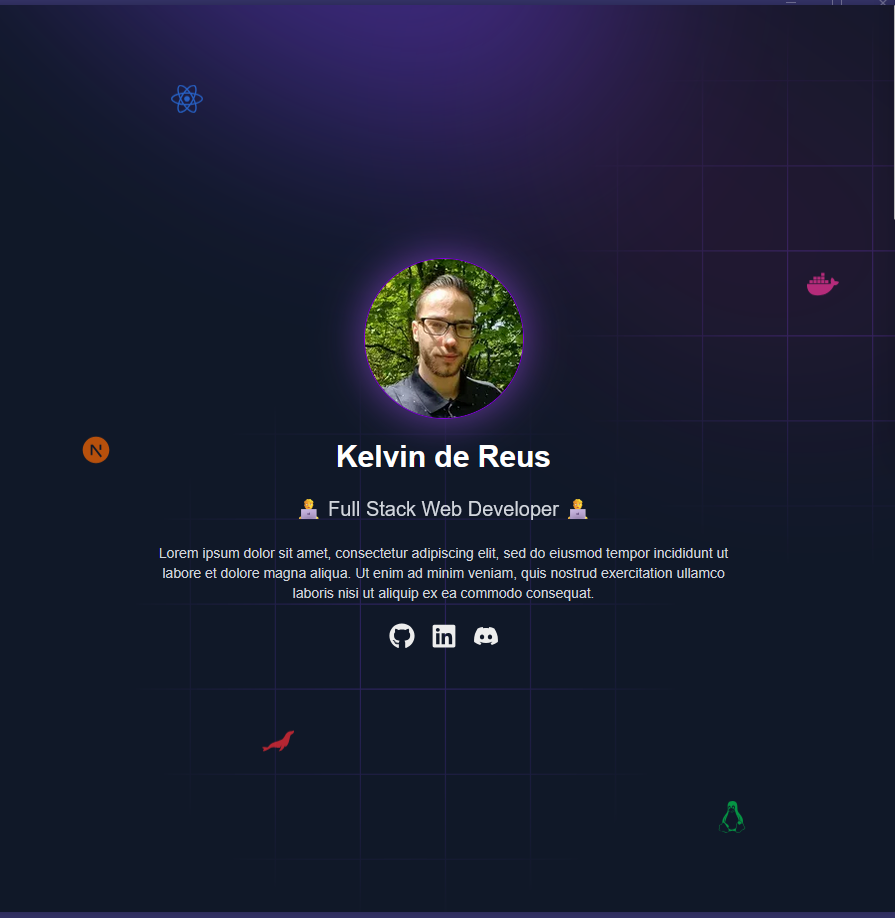 Kelvin de Reus
🧑‍💻 Full Stack Web Developer 🧑‍💻
Lorem ipsum dolor sit amet, consectetur adipiscing elit, sed do eiusmod tempor incididunt ut
labore et dolore magna aliqua. Ut enim ad minim veniam, quis nostrud exercitation ullamco
laboris nisi ut aliquip ex ea commodo consequat.